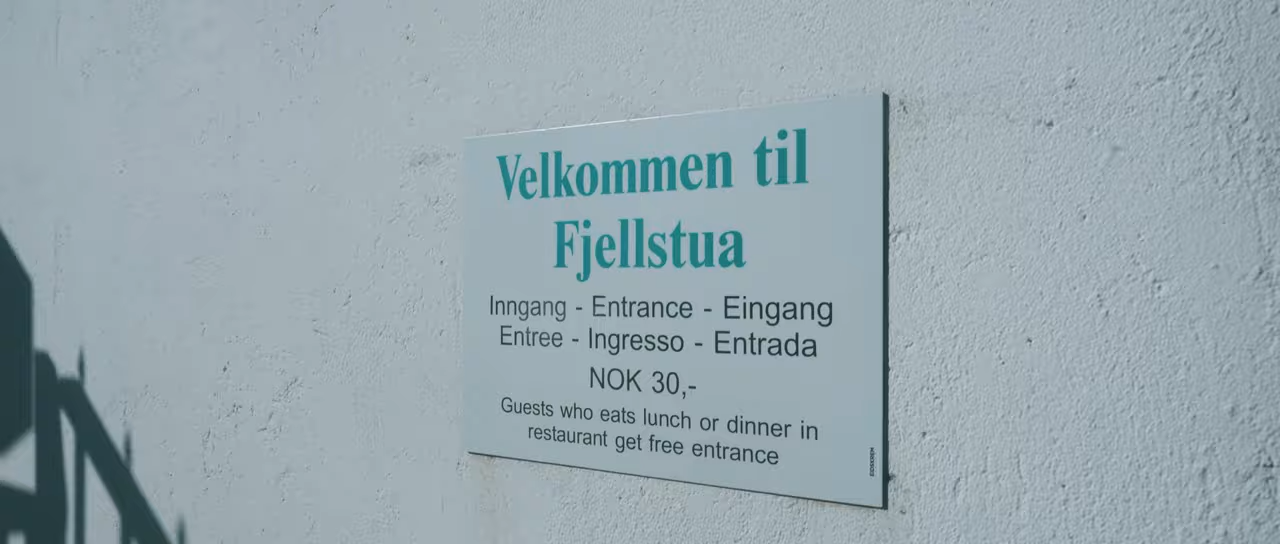 Velkommen til
Fjellstua
Inngang - Entrance - Eingang
Entree - Ingresso - Entrada
NOK 30,-
Guests who eats lunch or dinner in
restaurant get free entrance